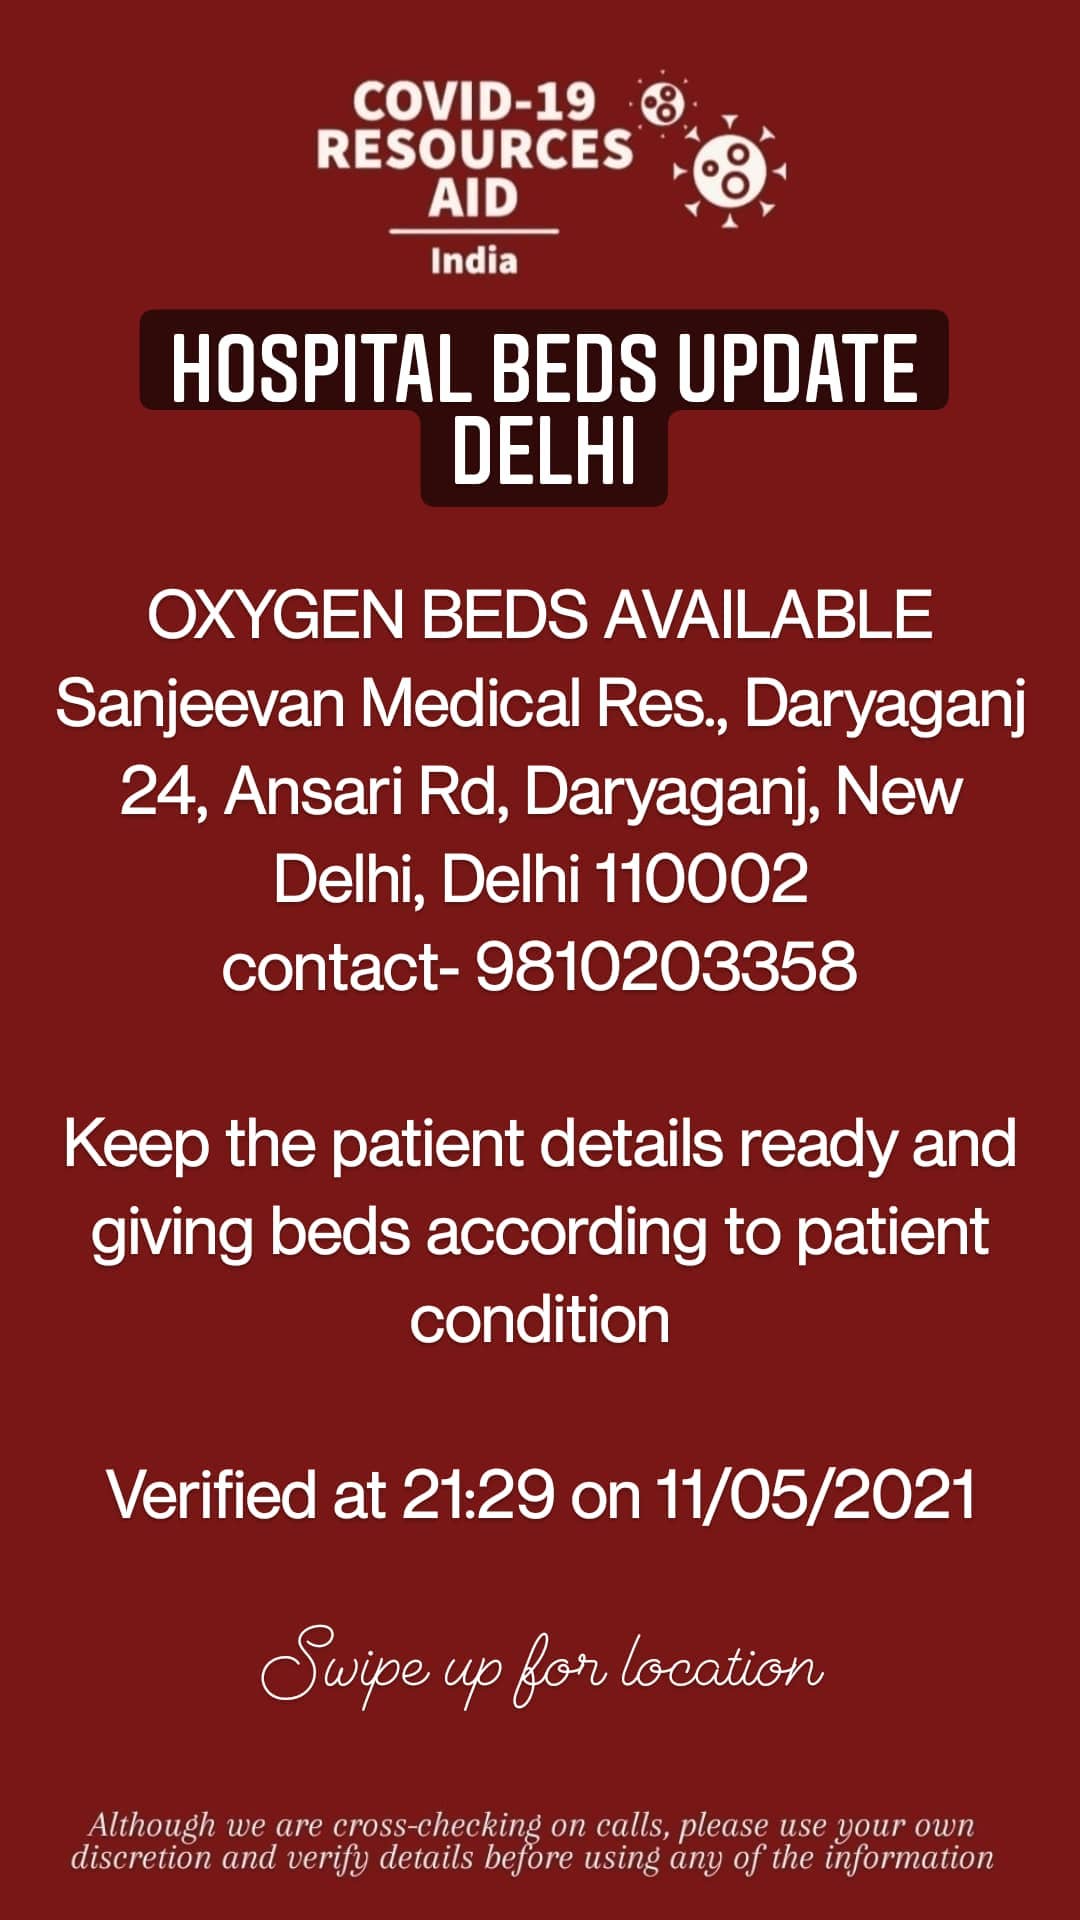 COVID-19
RESOURCES
AID
India
HOSPITAL BEDS UPDATE
DELHI
OXYGEN BEDS AVAILABLE
Sanjeevan Medical Res., Daryaganj
24, Ansari Rd, Daryaganj, New
Delhi, Delhi 110002
contact- 9810203358
Keep the patient details ready and
giving beds according to patient
condition
Verified at 21:29 on 11/05/2021
Swipe up for location
Although we are cross-checking on calls, please use your own
discretion and verify details before using any of the information